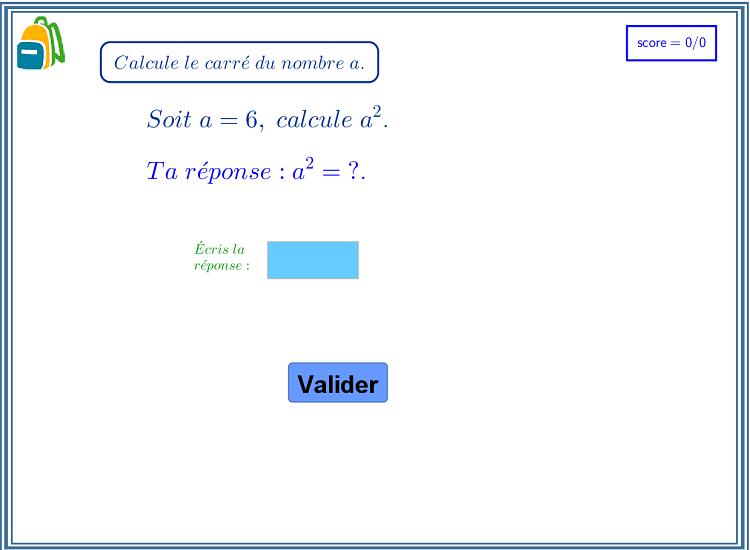 score = 0/0
Calcule le carré du nombre a.
Soit a = 6, calcule a².
Ta réponse : a² = ?.
Écris la
réponse :
Valider